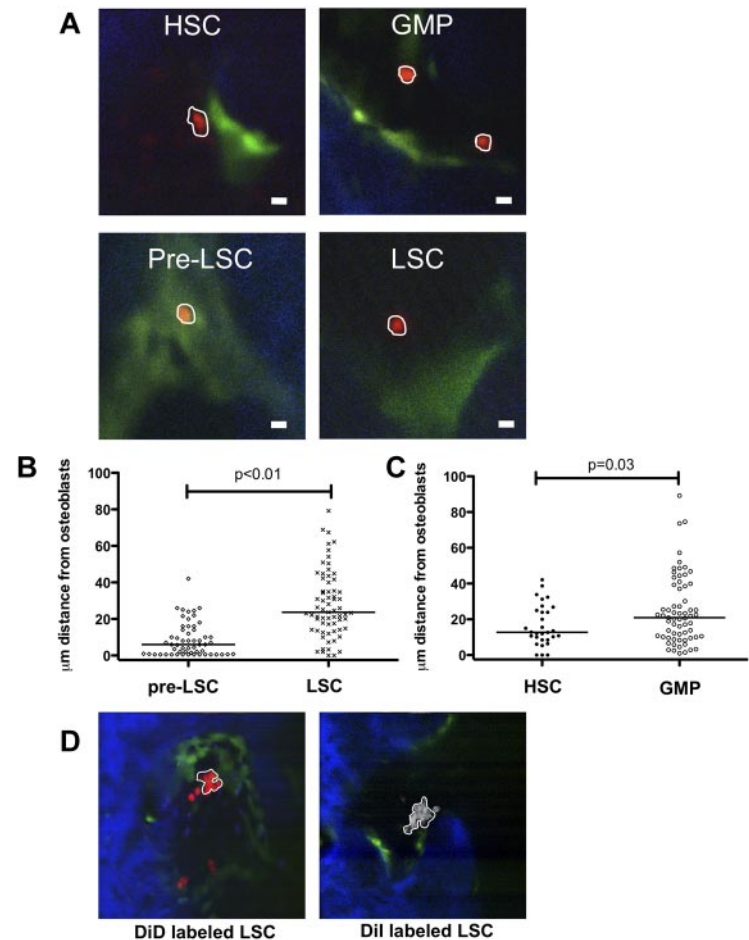 A
HSC
GMP
Pre-LSC
LSC
B
µm distance from osteoblasts
100
80
60
40
20
0
p<0.01
pre-LSC
LSC
C
µm distance from osteoblasts
100
80
60
40
20
0
p=0.03
HSC
GMP
D
DiD labeled LSC
DiI labeled LSC